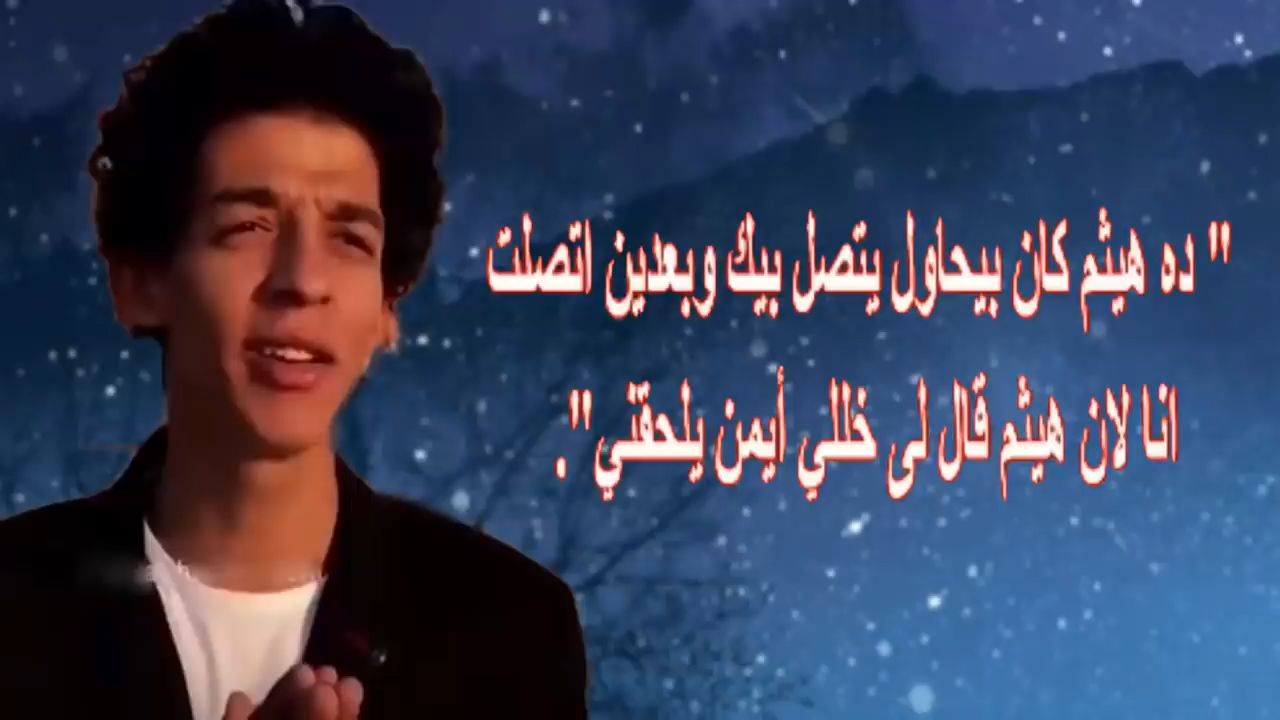 " ده هيثم كان بيحاول يتصل بيك وبعدين اتصلت
انا لان هيثم قال لى خللي أيمن يلحقني".